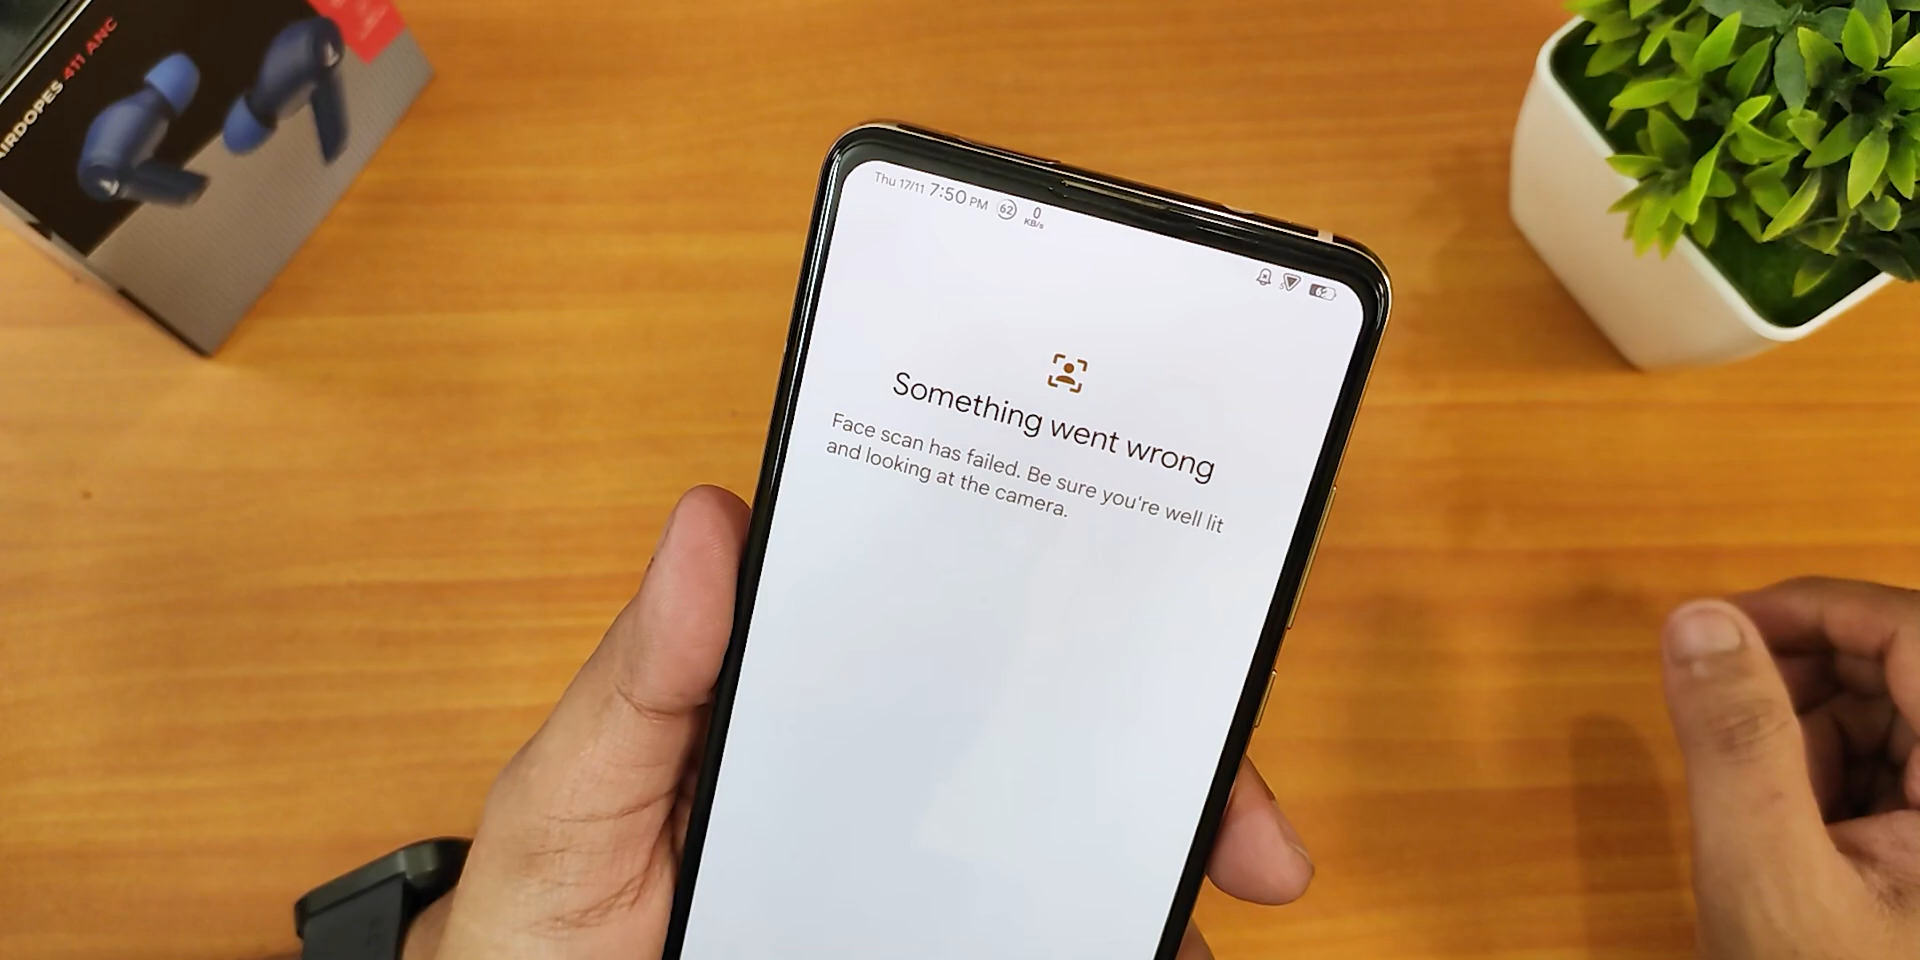 AIRDOPES 411 ANC
Thu 17/11 7:50 PM 62 0 KB/s
62
Something went wrong
Face scan has failed. Be sure you're well lit
and looking at the camera.